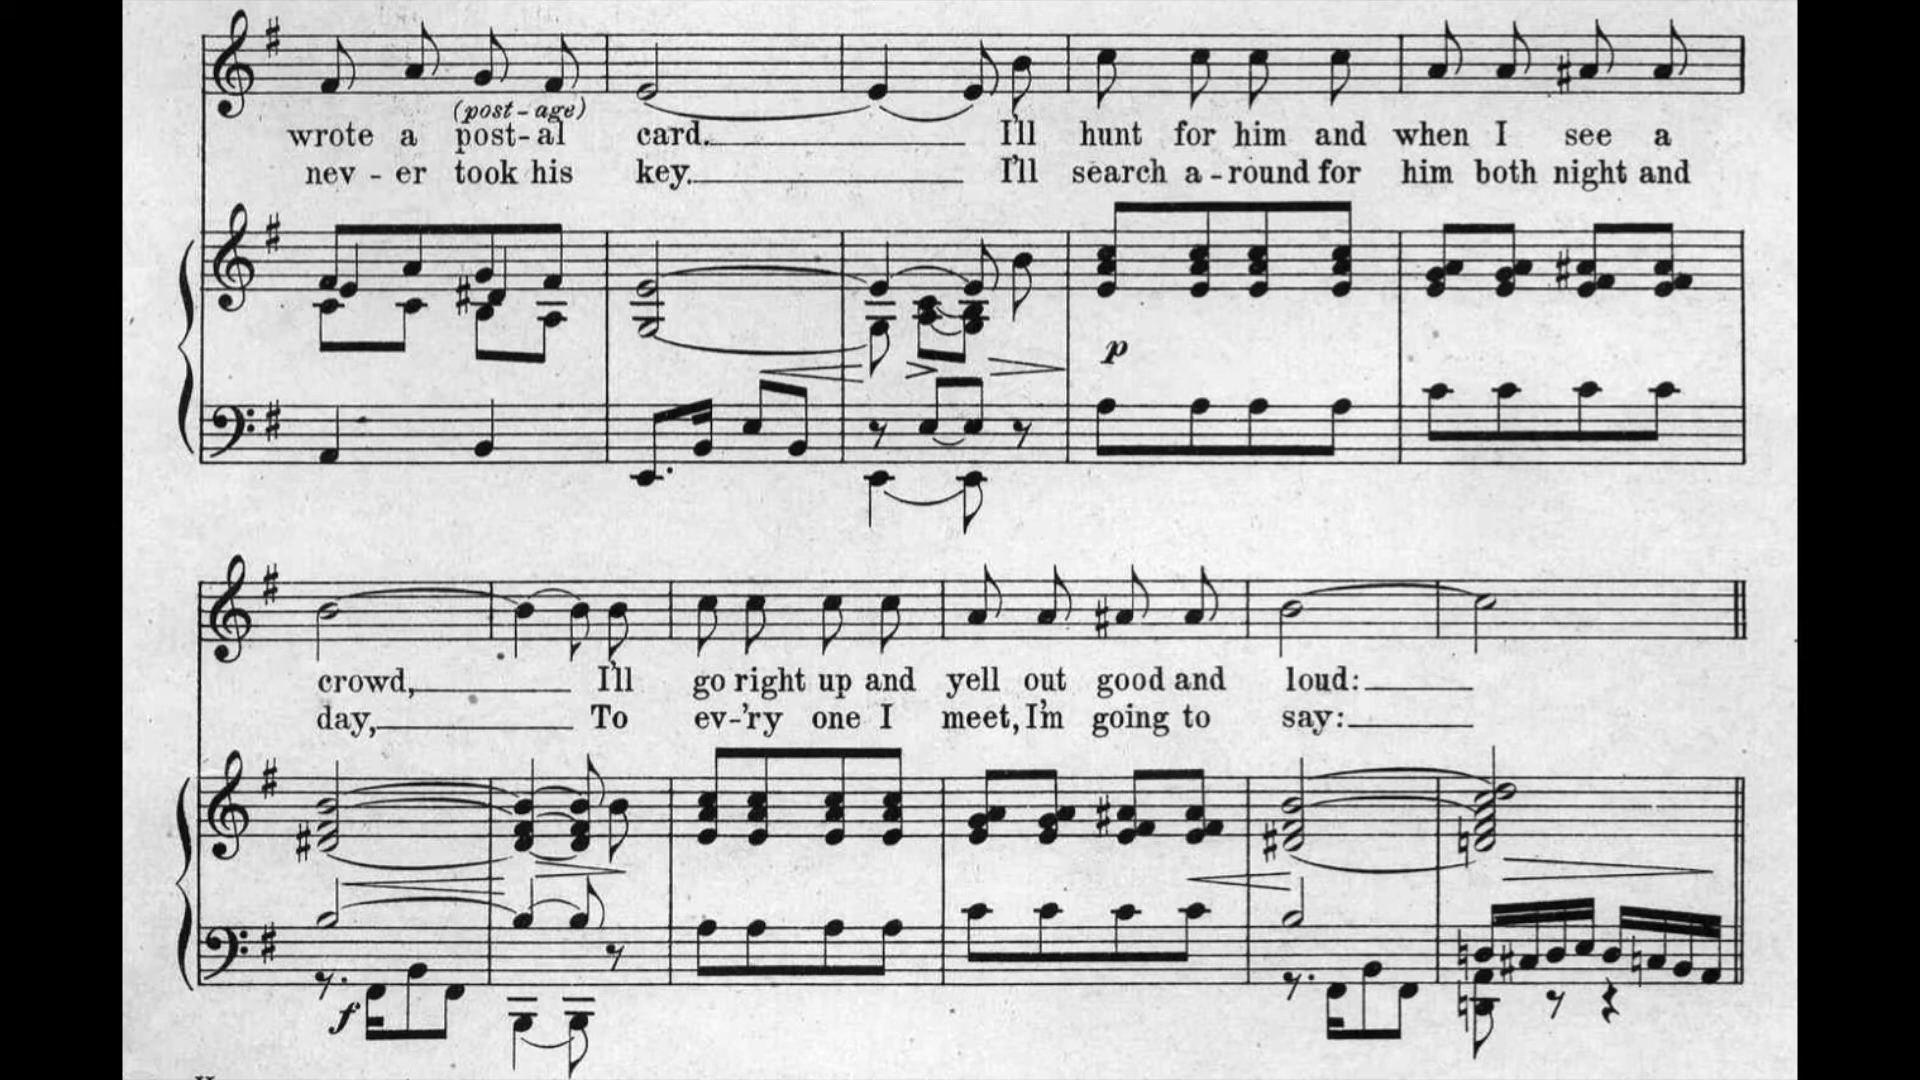 (post-age)
wrote a post-al card. I'll hunt for him and when I see a
nev-er took his key. I'll search a-round for him both night and
p
crowd, I'll go right up and yell out good and loud:
day, To ev-'ry one I meet, I'm going to say:
f